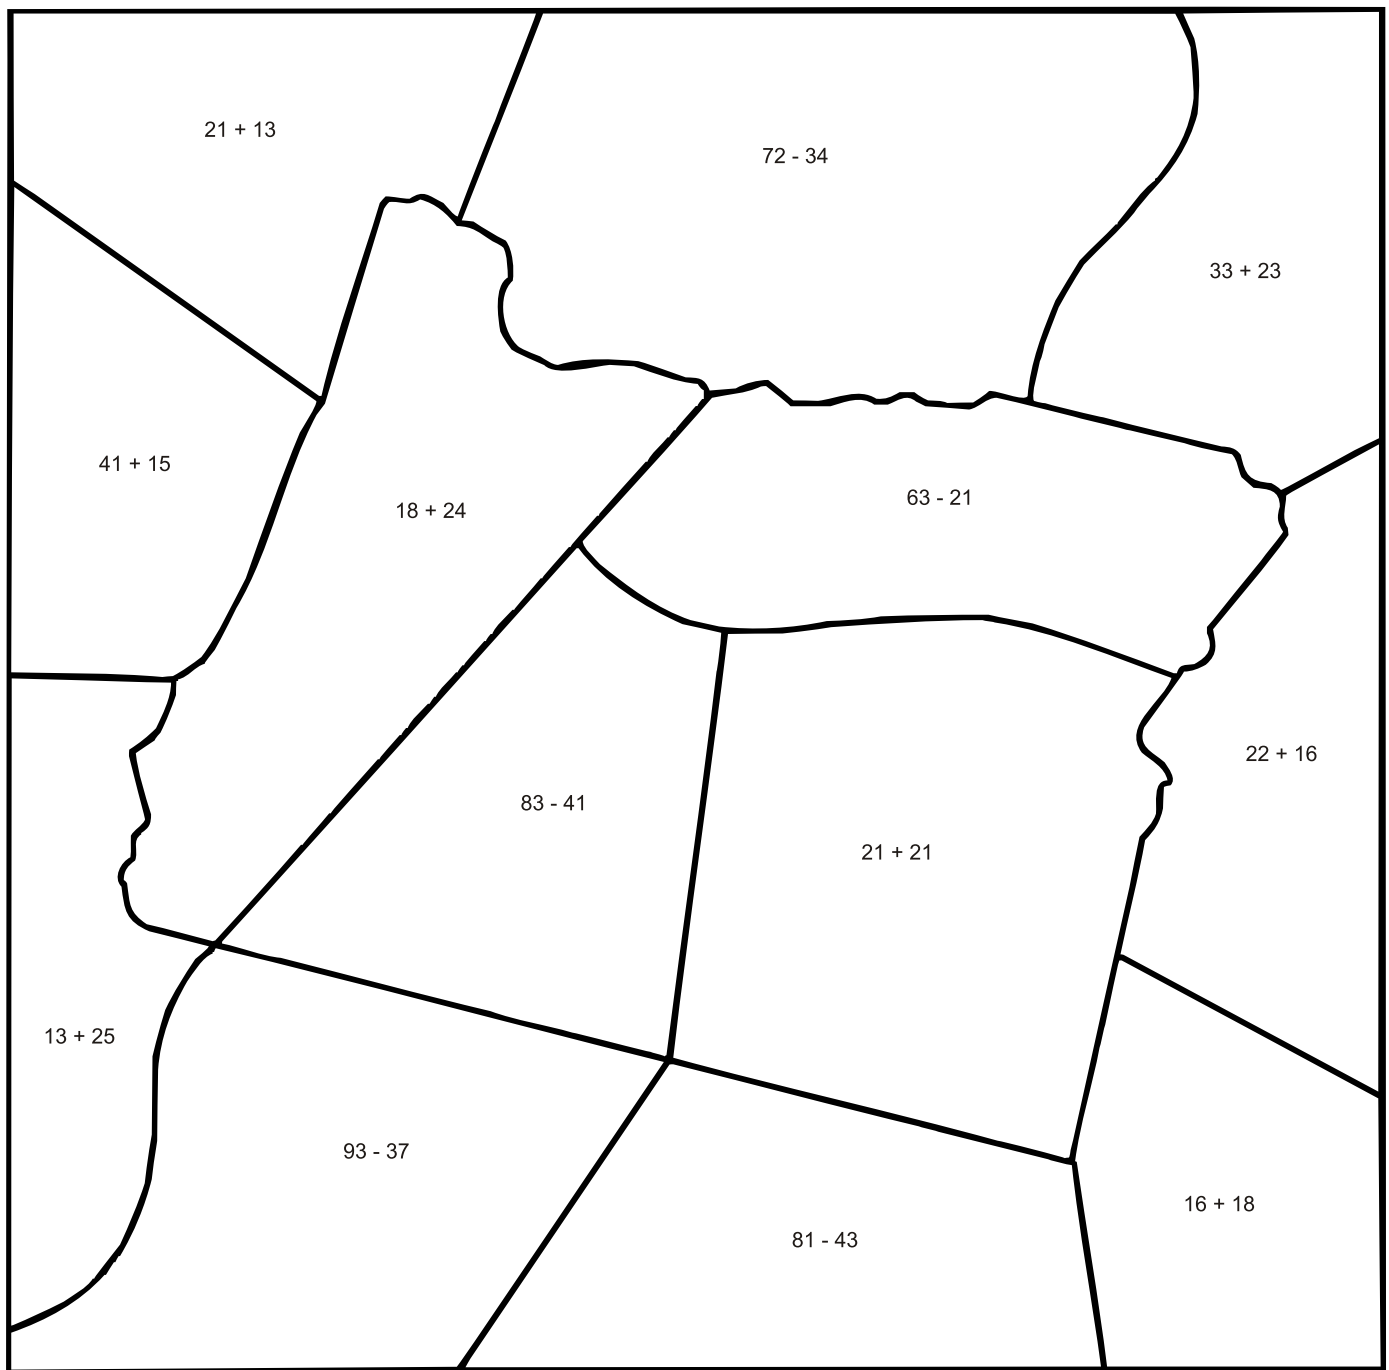 21 + 13
72 - 34
33 + 23
41 + 15
18 + 24
63 - 21
22 + 16
83 - 41
21 + 21
13 + 25
93 - 37
16 + 18
81 - 43